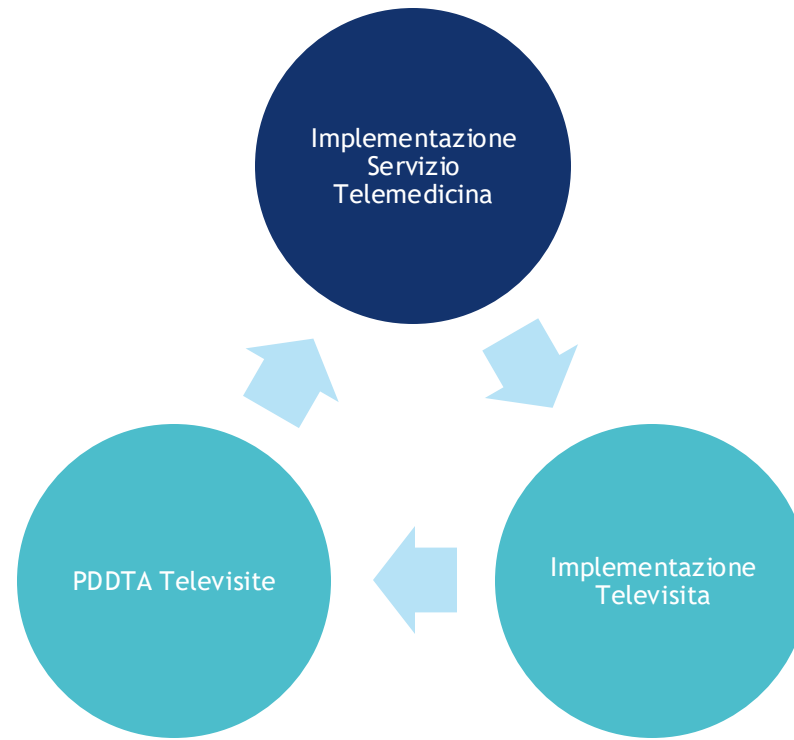 Implementazione
Servizio
Telemedicina
PDDTA Televisite
Implementazione
Televisita